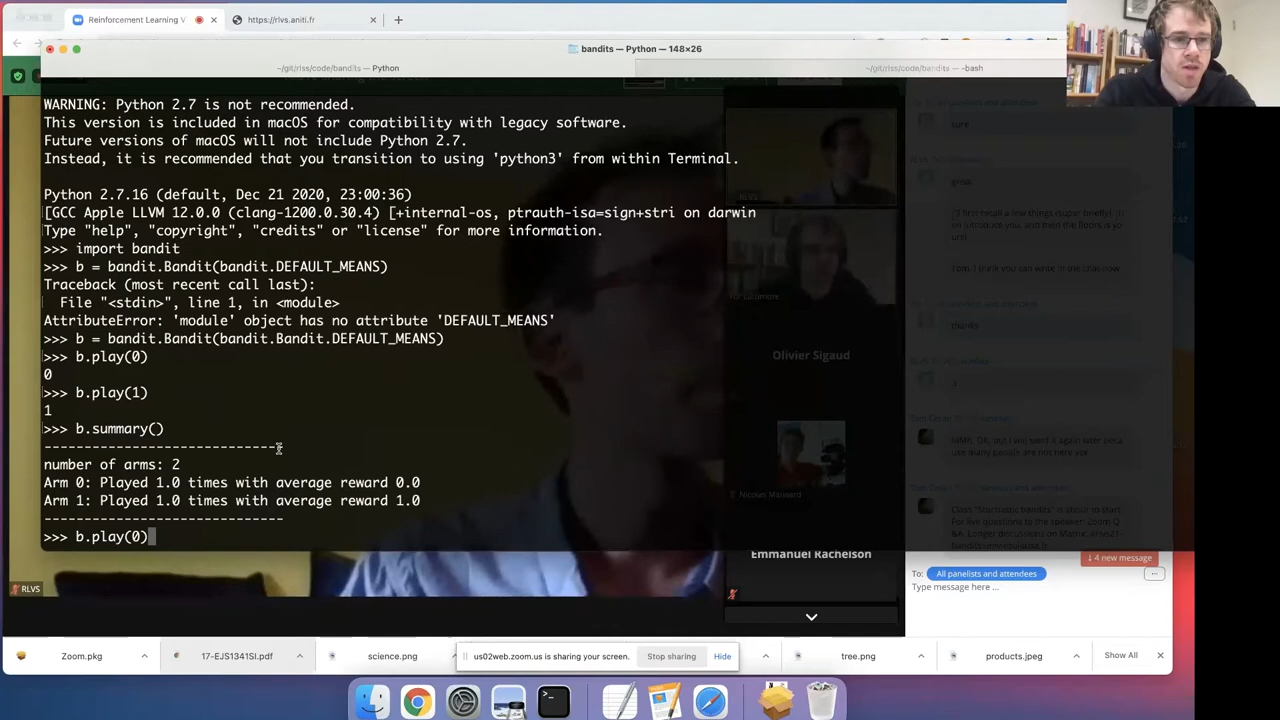 Reinforcement Learning V
https://rlvs.aniti.fr
bandits — Python — 148×26
~/git/rlss/code/bandits — Python
~/git/rlss/code/bandits — -bash
WARNING: Python 2.7 is not recommended.
This version is included in macOS for compatibility with legacy software.
Future versions of macOS will not include Python 2.7.
Instead, it is recommended that you transition to using 'python3' from within Terminal.
Python 2.7.16 (default, Dec 21 2020, 23:00:36)
[GCC Apple LLVM 12.0.0 (clang-1200.0.30.4) [+internal-os, ptrauth-isa=sign+stri on darwin
Type "help", "copyright", "credits" or "license" for more information.
>>> import bandit
>>> b = bandit.Bandit(bandit.DEFAULT_MEANS)
Traceback (most recent call last):
File "<stdin>", line 1, in <module>
AttributeError: 'module' object has no attribute 'DEFAULT_MEANS'
>>> b = bandit.Bandit(bandit.Bandit.DEFAULT_MEANS)
>>> b.play(0)
0
>>> b.play(1)
1
>>> b.summary()
------------------------------
number of arms: 2
Arm 0: Played 1.0 times with average reward 0.0
Arm 1: Played 1.0 times with average reward 1.0
------------------------------
>>> b.play(0)
RLVS
Olivier Sigaud
Emmanuel Rachelson
sure
great
thanks
4 new message
To: All panelists and attendees
Type message here ...
Zoom.pkg
17-EJS1341SI.pdf
science.png
us02web.zoom.us is sharing your screen.
Stop sharing
Hide
tree.png
products.jpeg
Show All